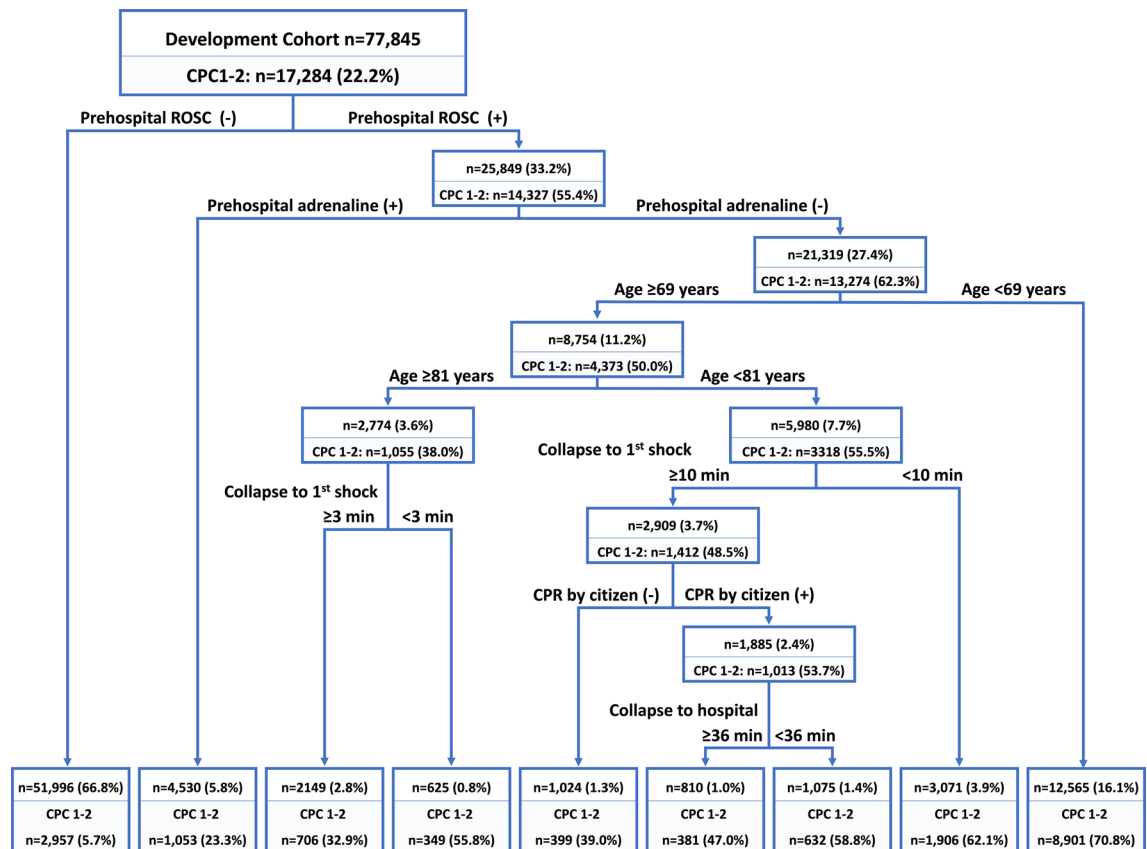 Development Cohort n=77,845
CPC1-2: n=17,284 (22.2%)
Prehospital ROSC (-)
Prehospital ROSC (+)
n=25,849 (33.2%)
CPC 1-2: n=14,327 (55.4%)
Prehospital adrenaline (+)
Prehospital adrenaline (-)
n=21,319 (27.4%)
CPC 1-2: n=13,274 (62.3%)
Age ≥69 years
Age <69 years
n=8,754 (11.2%)
CPC 1-2: n=4,373 (50.0%)
Age ≥81 years
Age <81 years
n=2,774 (3.6%)
CPC 1-2: n=1,055 (38.0%)
n=5,980 (7.7%)
CPC 1-2: n=3318 (55.5%)
Collapse to 1st shock
≥10 min
<10 min
Collapse to 1st shock
≥3 min
<3 min
n=2,909 (3.7%)
CPC 1-2: n=1,412 (48.5%)
CPR by citizen (-)
CPR by citizen (+)
n=1,885 (2.4%)
CPC 1-2: n=1,013 (53.7%)
Collapse to hospital
≥36 min
<36 min
n=51,996 (66.8%)
CPC 1-2
n=2,957 (5.7%)
n=4,530 (5.8%)
CPC 1-2
n=1,053 (23.3%)
n=2149 (2.8%)
CPC 1-2
n=706 (32.9%)
n=625 (0.8%)
CPC 1-2
n=349 (55.8%)
n=1,024 (1.3%)
CPC 1-2
n=399 (39.0%)
n=810 (1.0%)
CPC 1-2
n=381 (47.0%)
n=1,075 (1.4%)
CPC 1-2
n=632 (58.8%)
n=3,071 (3.9%)
CPC 1-2
n=1,906 (62.1%)
n=12,565 (16.1%)
CPC 1-2
n=8,901 (70.8%)